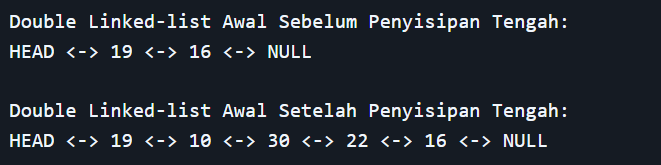 Double Linked-list Awal Sebelum Penyisipan Tengah:
HEAD <-> 19 <-> 16 <-> NULL
Double Linked-list Awal Setelah Penyisipan Tengah:
HEAD <-> 19 <-> 10 <-> 30 <-> 22 <-> 16 <-> NULL